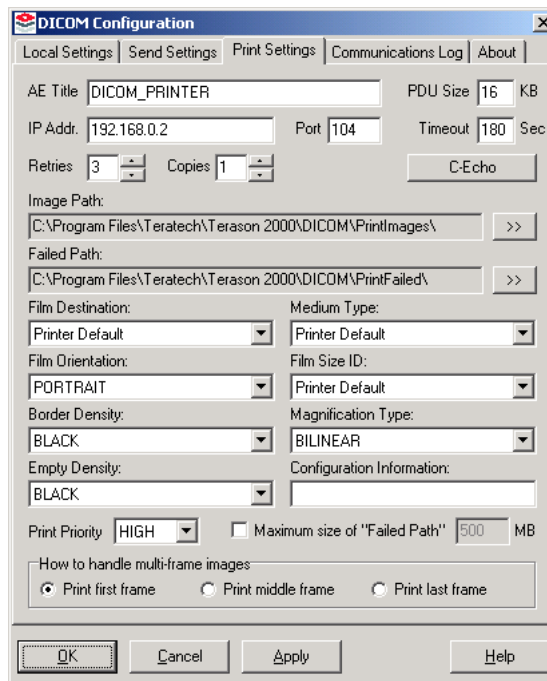 DICOM Configuration
Local Settings Send Settings Print Settings Communications Log About
AE Title DICOM_PRINTER PDU Size 16 KB
IP Addr. 192.168.0.2 Port 104 Timeout 180 Sec
Retries 3 Copies 1 C-Echo
Image Path:
C:\Program Files\Teratech\Terason 2000\DICOM\PrintImages\ >>
Failed Path:
C:\Program Files\Teratech\Terason 2000\DICOM\PrintFailed\ >>
Film Destination: Medium Type:
Printer Default Printer Default
Film Orientation: Film Size ID:
PORTRAIT Printer Default
Border Density: Magnification Type:
BLACK BILINEAR
Empty Density: Configuration Information:
BLACK
Print Priority HIGH Maximum size of "Failed Path" 500 MB
How to handle multi-frame images
Print first frame Print middle frame Print last frame
OK Cancel Apply Help